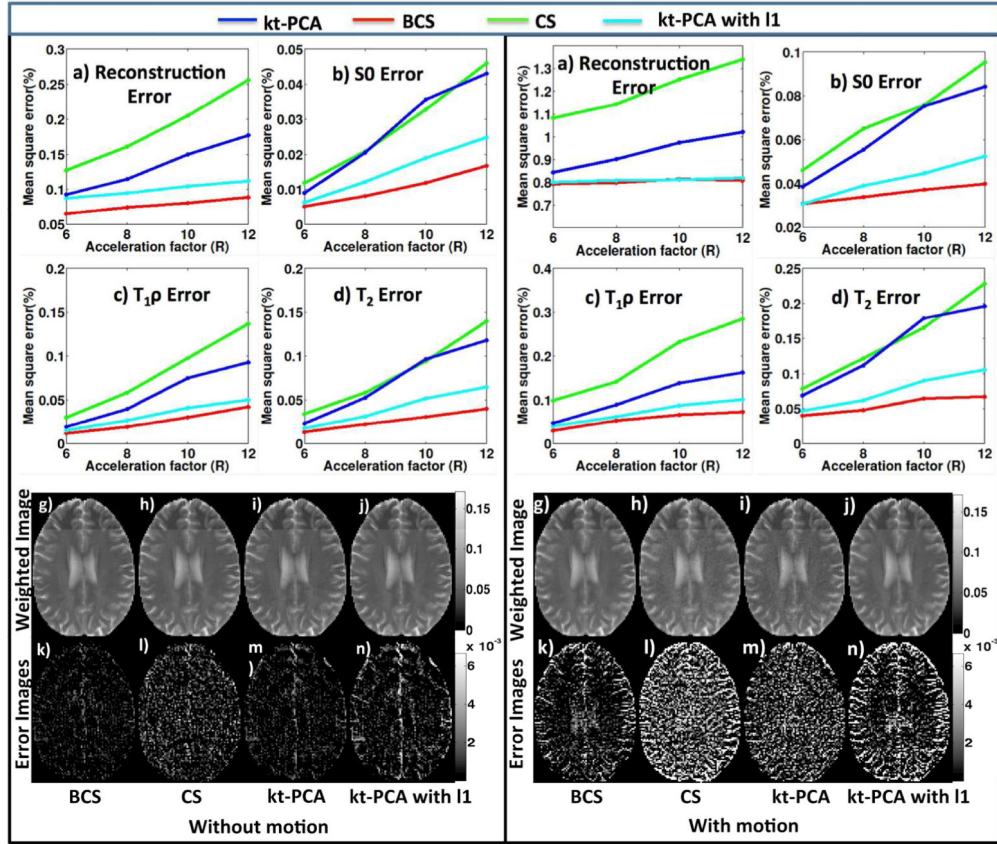 kt-PCA BCS CS kt-PCA with l1
a) Reconstruction Error
Mean square error(%)
0.3
0.25
0.2
0.15
0.1
0.05
6 8 10 12
Acceleration factor (R)
b) S0 Error
Mean square error(%)
0.05
0.04
0.03
0.02
0.01
0
6 8 10 12
Acceleration factor (R)
c) T1ρ Error
Mean square error(%)
0.2
0.15
0.1
0.05
0
6 8 10 12
Acceleration factor (R)
d) T2 Error
Mean square error(%)
0.2
0.15
0.1
0.05
0
6 8 10 12
Acceleration factor (R)
Weighted Image
g) h) i) j)
0.15
0.1
0.05
0
x 10-3
Error Images
k) l) m ) n)
6
4
2
BCS CS kt-PCA kt-PCA with l1
Without motion
a) Reconstruction Error
Mean square error(%)
1.3
1.2
1.1
1
0.9
0.8
0.7
6 8 10 12
Acceleration factor (R)
b) S0 Error
Mean square error(%)
0.1
0.08
0.06
0.04
0.02
6 8 10 12
Acceleration factor (R)
c) T1ρ Error
Mean square error(%)
0.4
0.3
0.2
0.1
0
6 8 10 12
Acceleration factor (R)
d) T2 Error
Mean square error(%)
0.25
0.2
0.15
0.1
0.05
0
6 8 10 12
Acceleration factor (R)
Weighted Image
g) h) i) j)
0.15
0.1
0.05
0
x 10-3
Error Images
k) l) m) n)
6
4
2
BCS CS kt-PCA kt-PCA with l1
With motion